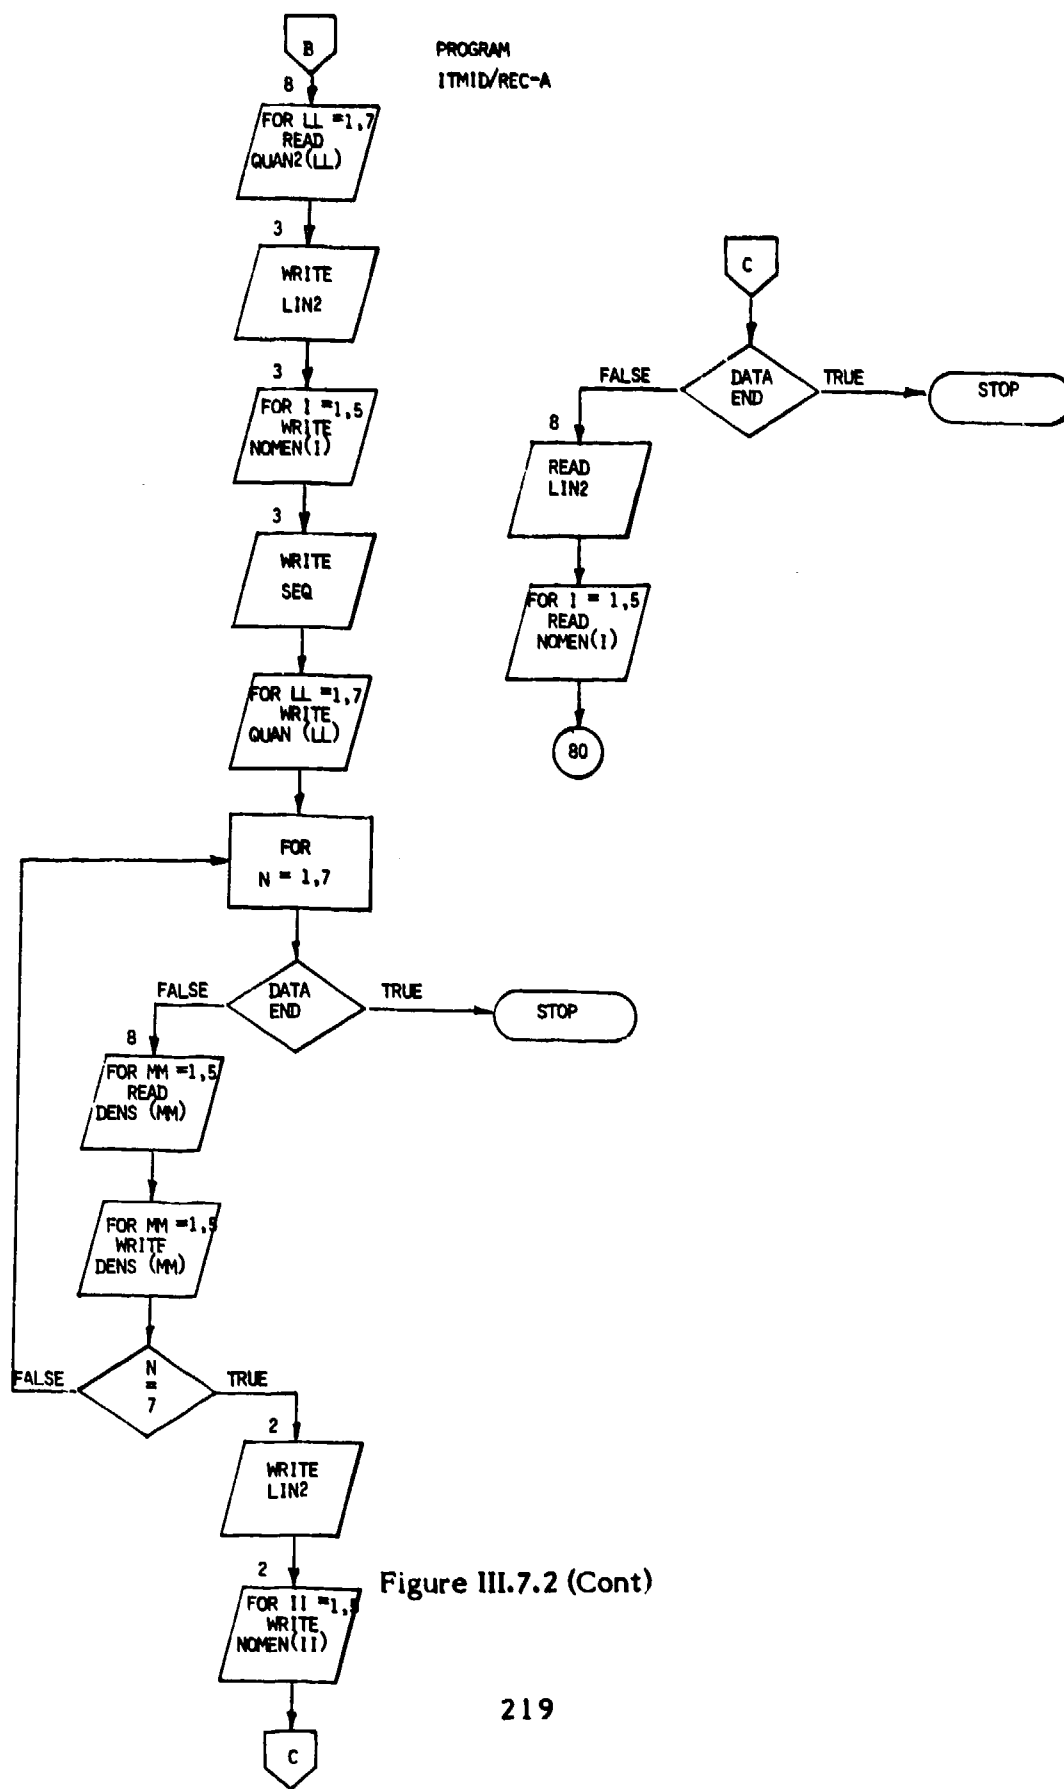 B
PROGRAM
ITMID/REC-A
8
FOR LL =1,7
READ
QUAN2(LL)
3
WRITE
LIN2
3
FOR I =1,5
WRITE
NOMEN(I)
3
WRITE
SEQ
FOR LL =1,7
WRITE
QUAN (LL)
FOR
N = 1,7
FALSE
DATA
END
TRUE
STOP
8
FOR MM =1,5
READ
DENS (MM)
FOR MM =1,5
WRITE
DENS (MM)
FALSE
N
=
7
TRUE
2
WRITE
LIN2
2
FOR II =1,5
WRITE
NOMEN(II)
C
C
FALSE
DATA
END
TRUE
STOP
8
READ
LIN2
FOR I = 1,5
READ
NOMEN(I)
80
Figure III.7.2 (Cont)
219